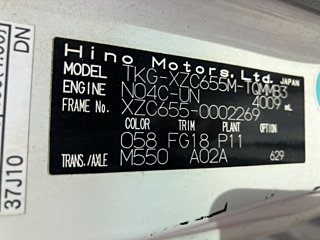 Hino Motors, Ltd. JAPAN
MODEL TKG-XZC655M-TQMMB3
ENGINE N04C-UN 4009 mL
FRAME No. XZC655-0002269
COLOR TRIM PLANT OPTION
058 FG18 P11
TRANS./AXLE M550 A02A 629
DN
37J10